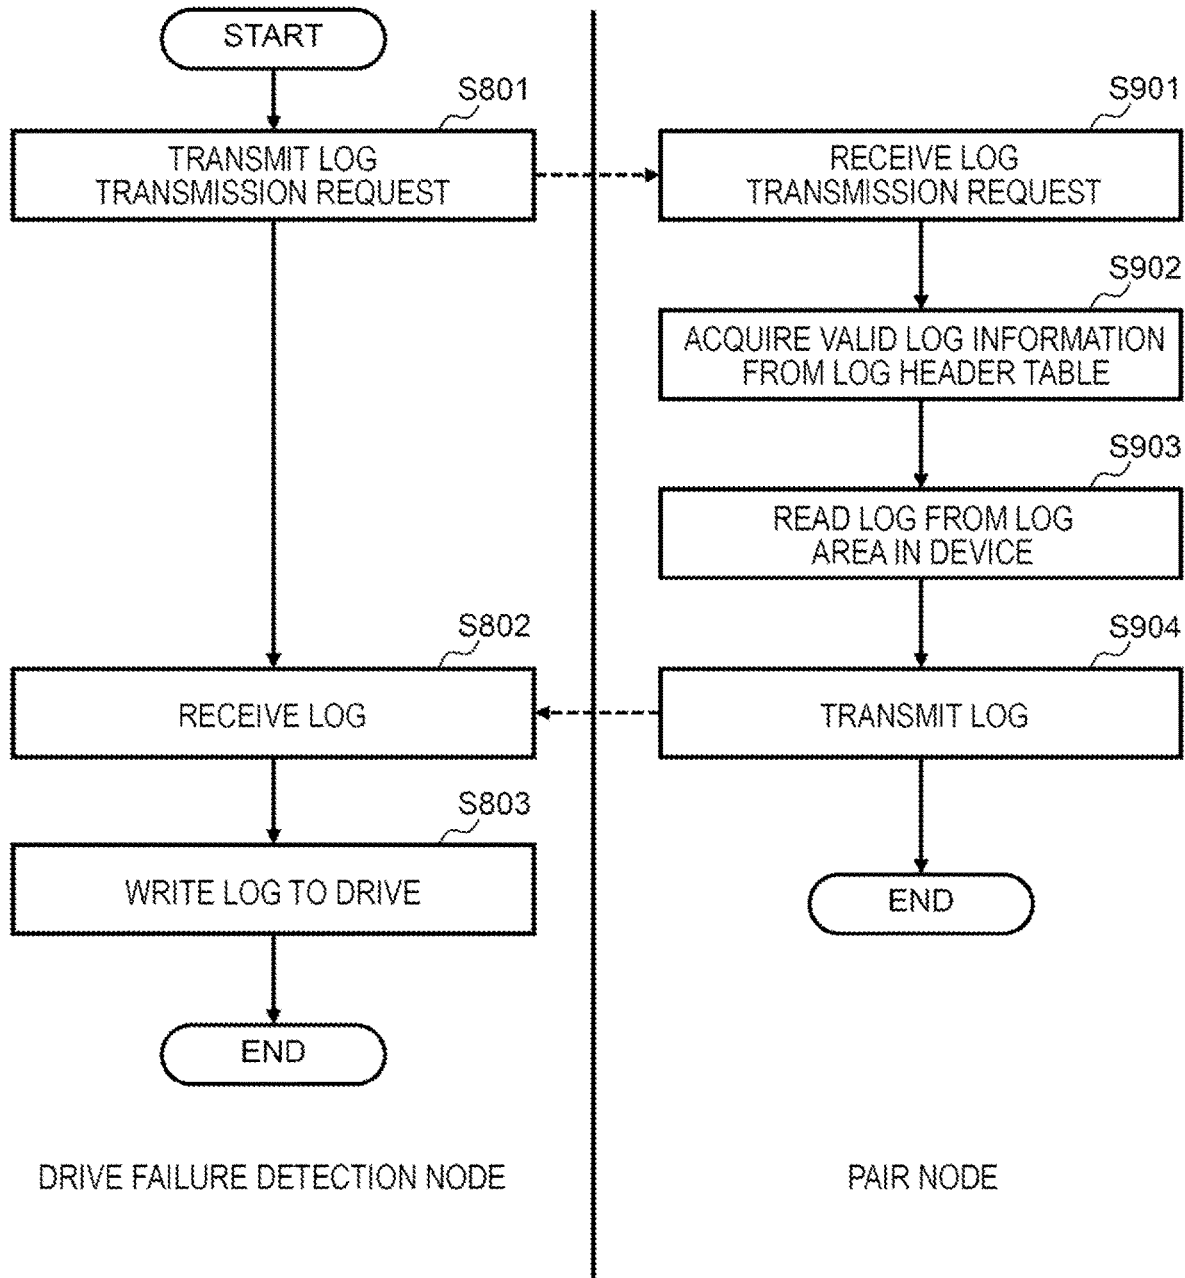 START
S801
TRANSMIT LOG
TRANSMISSION REQUEST
S802
RECEIVE LOG
S803
WRITE LOG TO DRIVE
END
DRIVE FAILURE DETECTION NODE
S901
RECEIVE LOG
TRANSMISSION REQUEST
S902
ACQUIRE VALID LOG INFORMATION
FROM LOG HEADER TABLE
S903
READ LOG FROM LOG
AREA IN DEVICE
S904
TRANSMIT LOG
END
PAIR NODE